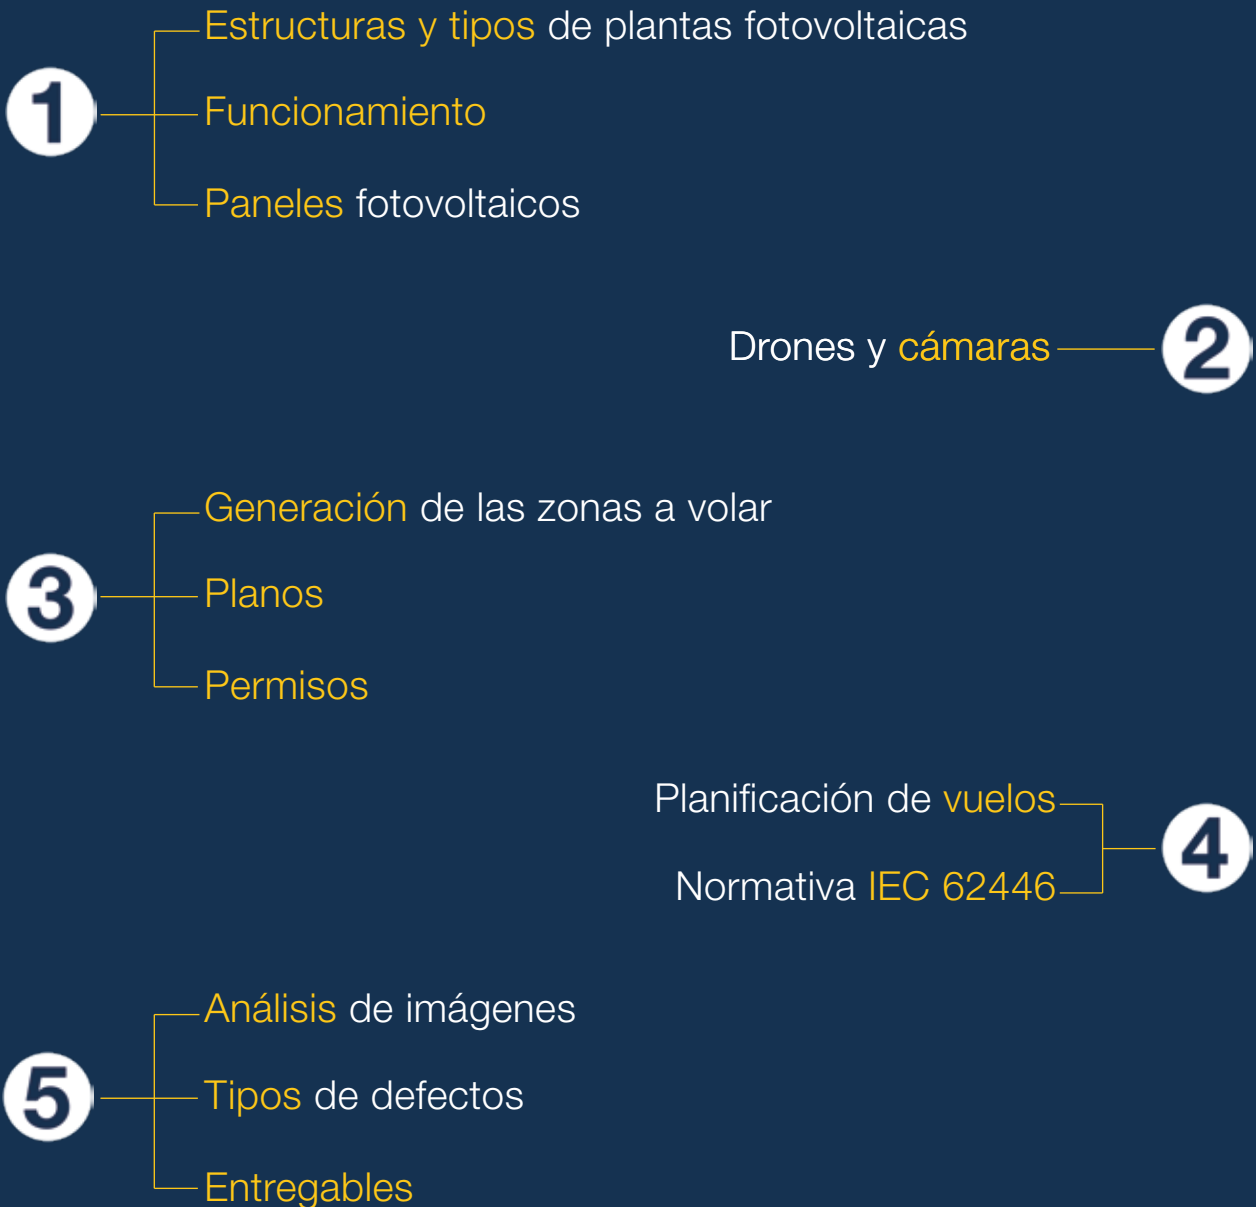 Estructuras y tipos de plantas fotovoltaicas
1
Funcionamiento
Paneles fotovoltaicos
Drones y cámaras
2
Generación de las zonas a volar
3
Planos
Permisos
Planificación de vuelos
4
Normativa IEC 62446
Análisis de imágenes
5
Tipos de defectos
Entregables